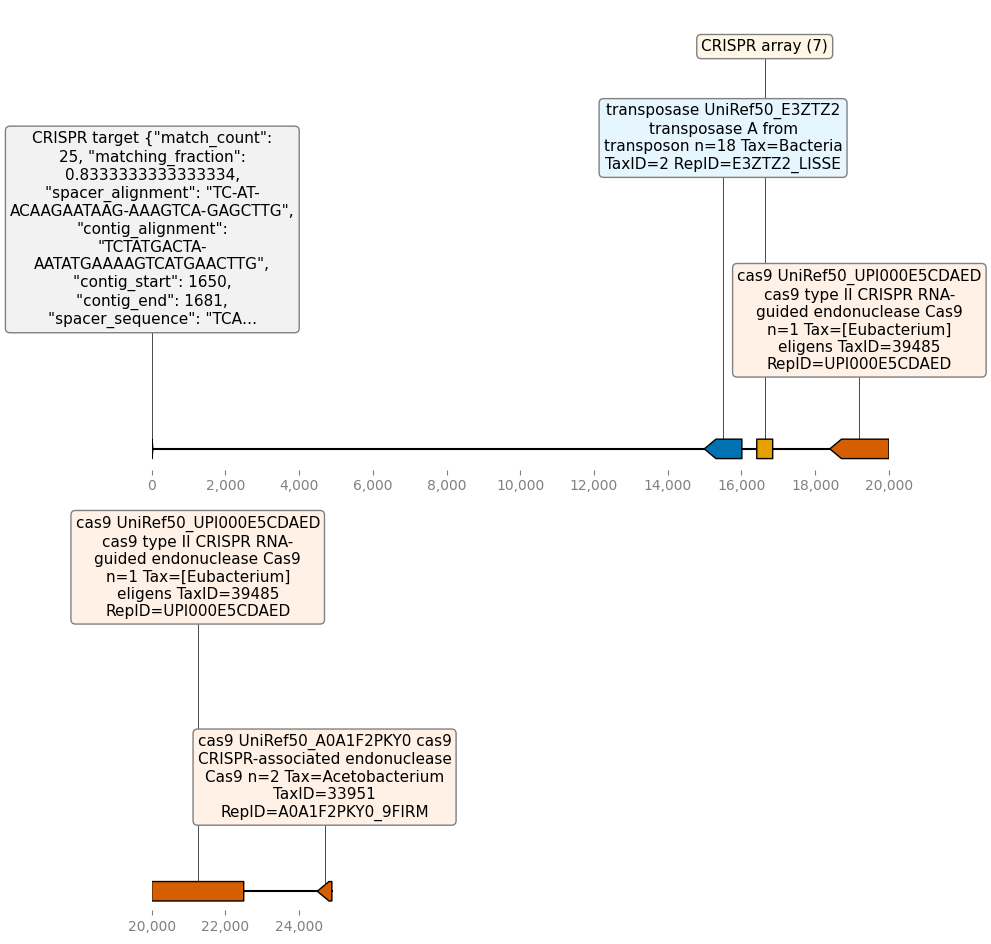 CRISPR array (7)
transposase UniRef50_E3ZTZ2
transposase A from
transposon n=18 Tax=Bacteria
TaxID=2 RepID=E3ZTZ2_LISSE
CRISPR target {"match_count":
25, "matching_fraction":
0.8333333333333334,
"spacer_alignment": "TC-AT-
ACAAGAATAAG-AAAGTCA-GAGCTTG",
"contig_alignment":
"TCTATGACTA-
AATATGAAAAGTCATGAACTTG",
"contig_start": 1650,
"contig_end": 1681,
"spacer_sequence": "TCA...
cas9 UniRef50_UPI000E5CDAED
cas9 type II CRISPR RNA-
guided endonuclease Cas9
n=1 Tax=[Eubacterium]
eligens TaxID=39485
RepID=UPI000E5CDAED
0 2,000 4,000 6,000 8,000 10,000 12,000 14,000 16,000 18,000 20,000
cas9 UniRef50_UPI000E5CDAED
cas9 type II CRISPR RNA-
guided endonuclease Cas9
n=1 Tax=[Eubacterium]
eligens TaxID=39485
RepID=UPI000E5CDAED
cas9 UniRef50_A0A1F2PKY0 cas9
CRISPR-associated endonuclease
Cas9 n=2 Tax=Acetobacterium
TaxID=33951
RepID=A0A1F2PKY0_9FIRM
20,000 22,000 24,000